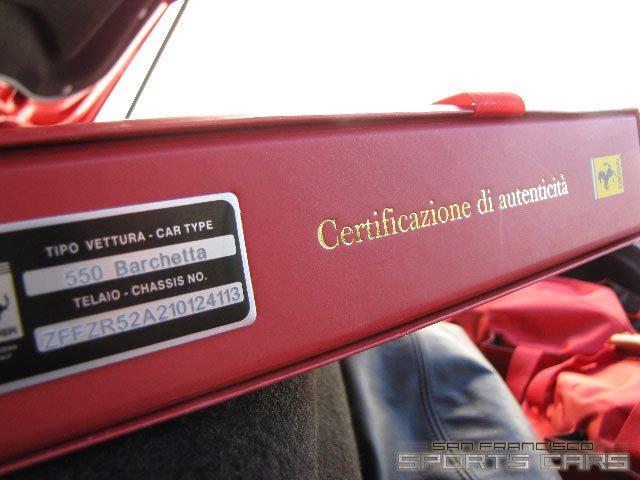 TIPO VETTURA - CAR TYPE
550 Barchetta
TELAIO - CHASSIS NO.
ZFFZR52A210124113
Certificazione di autenticità
SAN FRANCISCO
SPORTS CARS